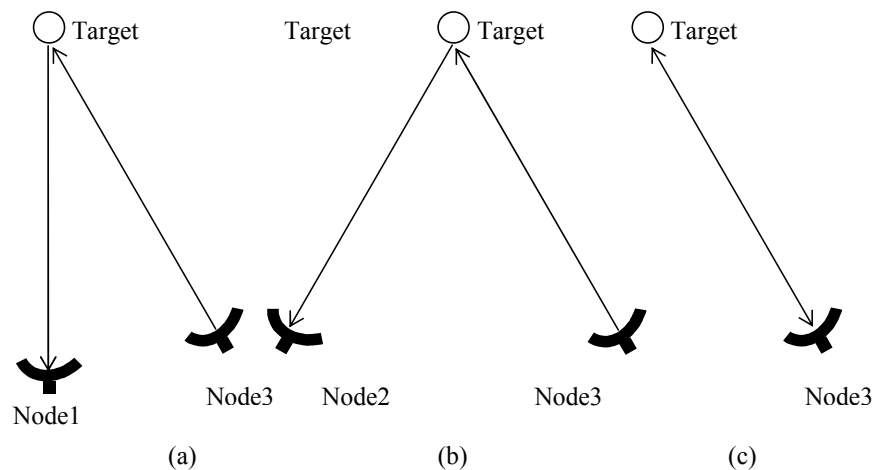 Target Target Target Target
Node3 Node2 Node3 Node3
Node1
(a) (b) (c)